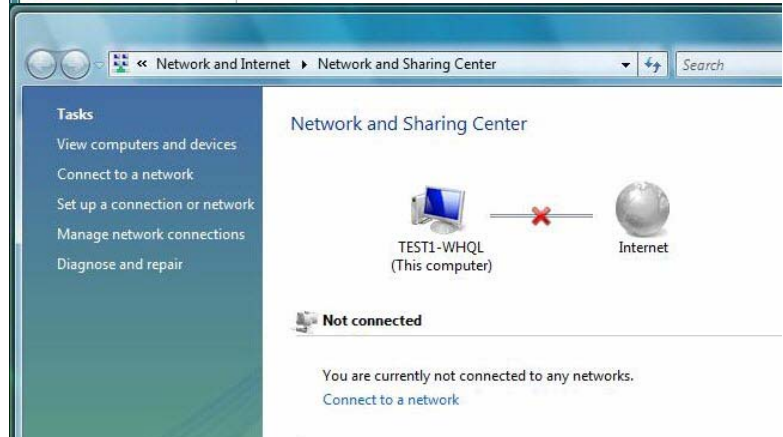 « Network and Internet ▸ Network and Sharing Center
Search
Tasks
View computers and devices
Connect to a network
Set up a connection or network
Manage network connections
Diagnose and repair
Network and Sharing Center
TEST1-WHQL
(This computer)
Internet
Not connected
You are currently not connected to any networks.
Connect to a network